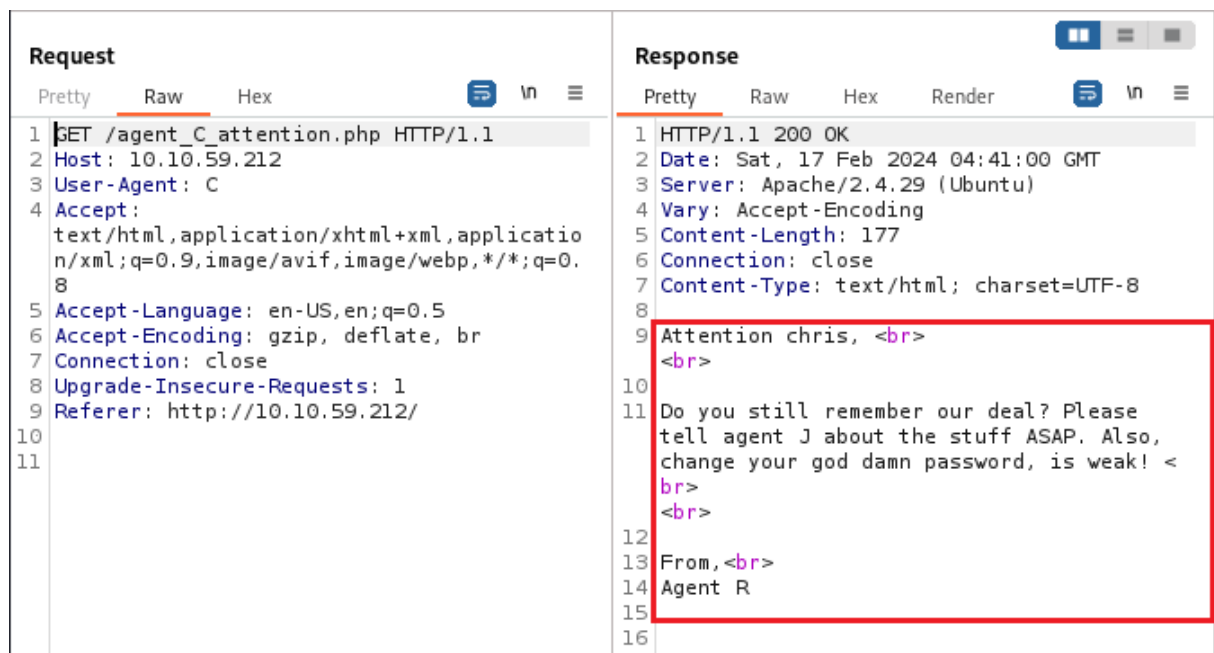 Request
Pretty Raw Hex \n
1 GET /agent_C_attention.php HTTP/1.1
2 Host: 10.10.59.212
3 User-Agent: C
4 Accept:
text/html,application/xhtml+xml,applicatio
n/xml;q=0.9,image/avif,image/webp,*/*;q=0.
8
5 Accept-Language: en-US,en;q=0.5
6 Accept-Encoding: gzip, deflate, br
7 Connection: close
8 Upgrade-Insecure-Requests: 1
9 Referer: http://10.10.59.212/
10
11
Response
Pretty Raw Hex Render \n
1 HTTP/1.1 200 OK
2 Date: Sat, 17 Feb 2024 04:41:00 GMT
3 Server: Apache/2.4.29 (Ubuntu)
4 Vary: Accept-Encoding
5 Content-Length: 177
6 Connection: close
7 Content-Type: text/html; charset=UTF-8
8
9 Attention chris, <br>
<br>
10
11 Do you still remember our deal? Please
tell agent J about the stuff ASAP. Also,
change your god damn password, is weak! <
br>
<br>
12
13 From,<br>
14 Agent R
15
16